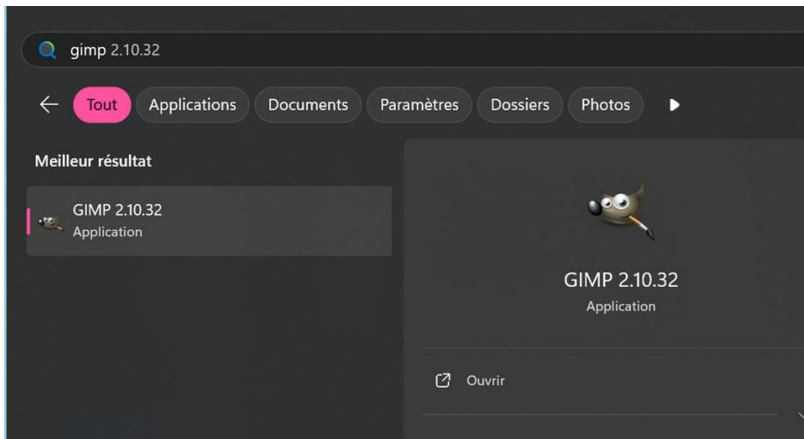 gimp 2.10.32
Tout Applications Documents Paramètres Dossiers Photos
Meilleur résultat
GIMP 2.10.32
Application
GIMP 2.10.32
Application
Ouvrir